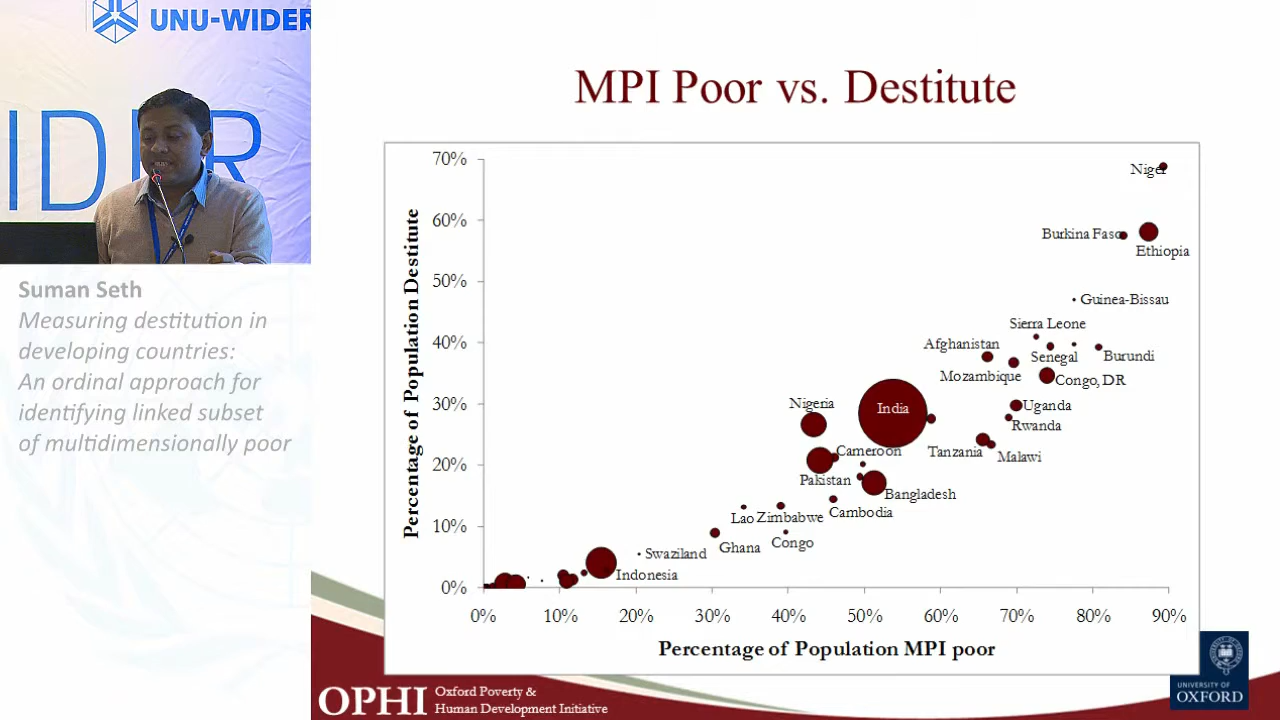 UNU-WIDER
IDER
Suman Seth
Measuring destitution in
developing countries:
An ordinal approach for
identifying linked subset
of multidimensionally poor
MPI Poor vs. Destitute
Percentage of Population Destitute
70%
60%
50%
40%
30%
20%
10%
0%
Niger
Burkina Faso
Ethiopia
Guinea-Bissau
Sierra Leone
Afghanistan
Senegal
Burundi
Mozambique
Congo, DR
Nigeria
India
Uganda
Rwanda
Cameroon
Tanzania
Malawi
Pakistan
Bangladesh
Cambodia
Lao
Zimbabwe
Ghana
Congo
Swaziland
Indonesia
0%
10%
20%
30%
40%
50%
60%
70%
80%
90%
Percentage of Population MPI poor
OPHI
Oxford Poverty &
Human Development Initiative
UNIVERSITY OF
OXFORD